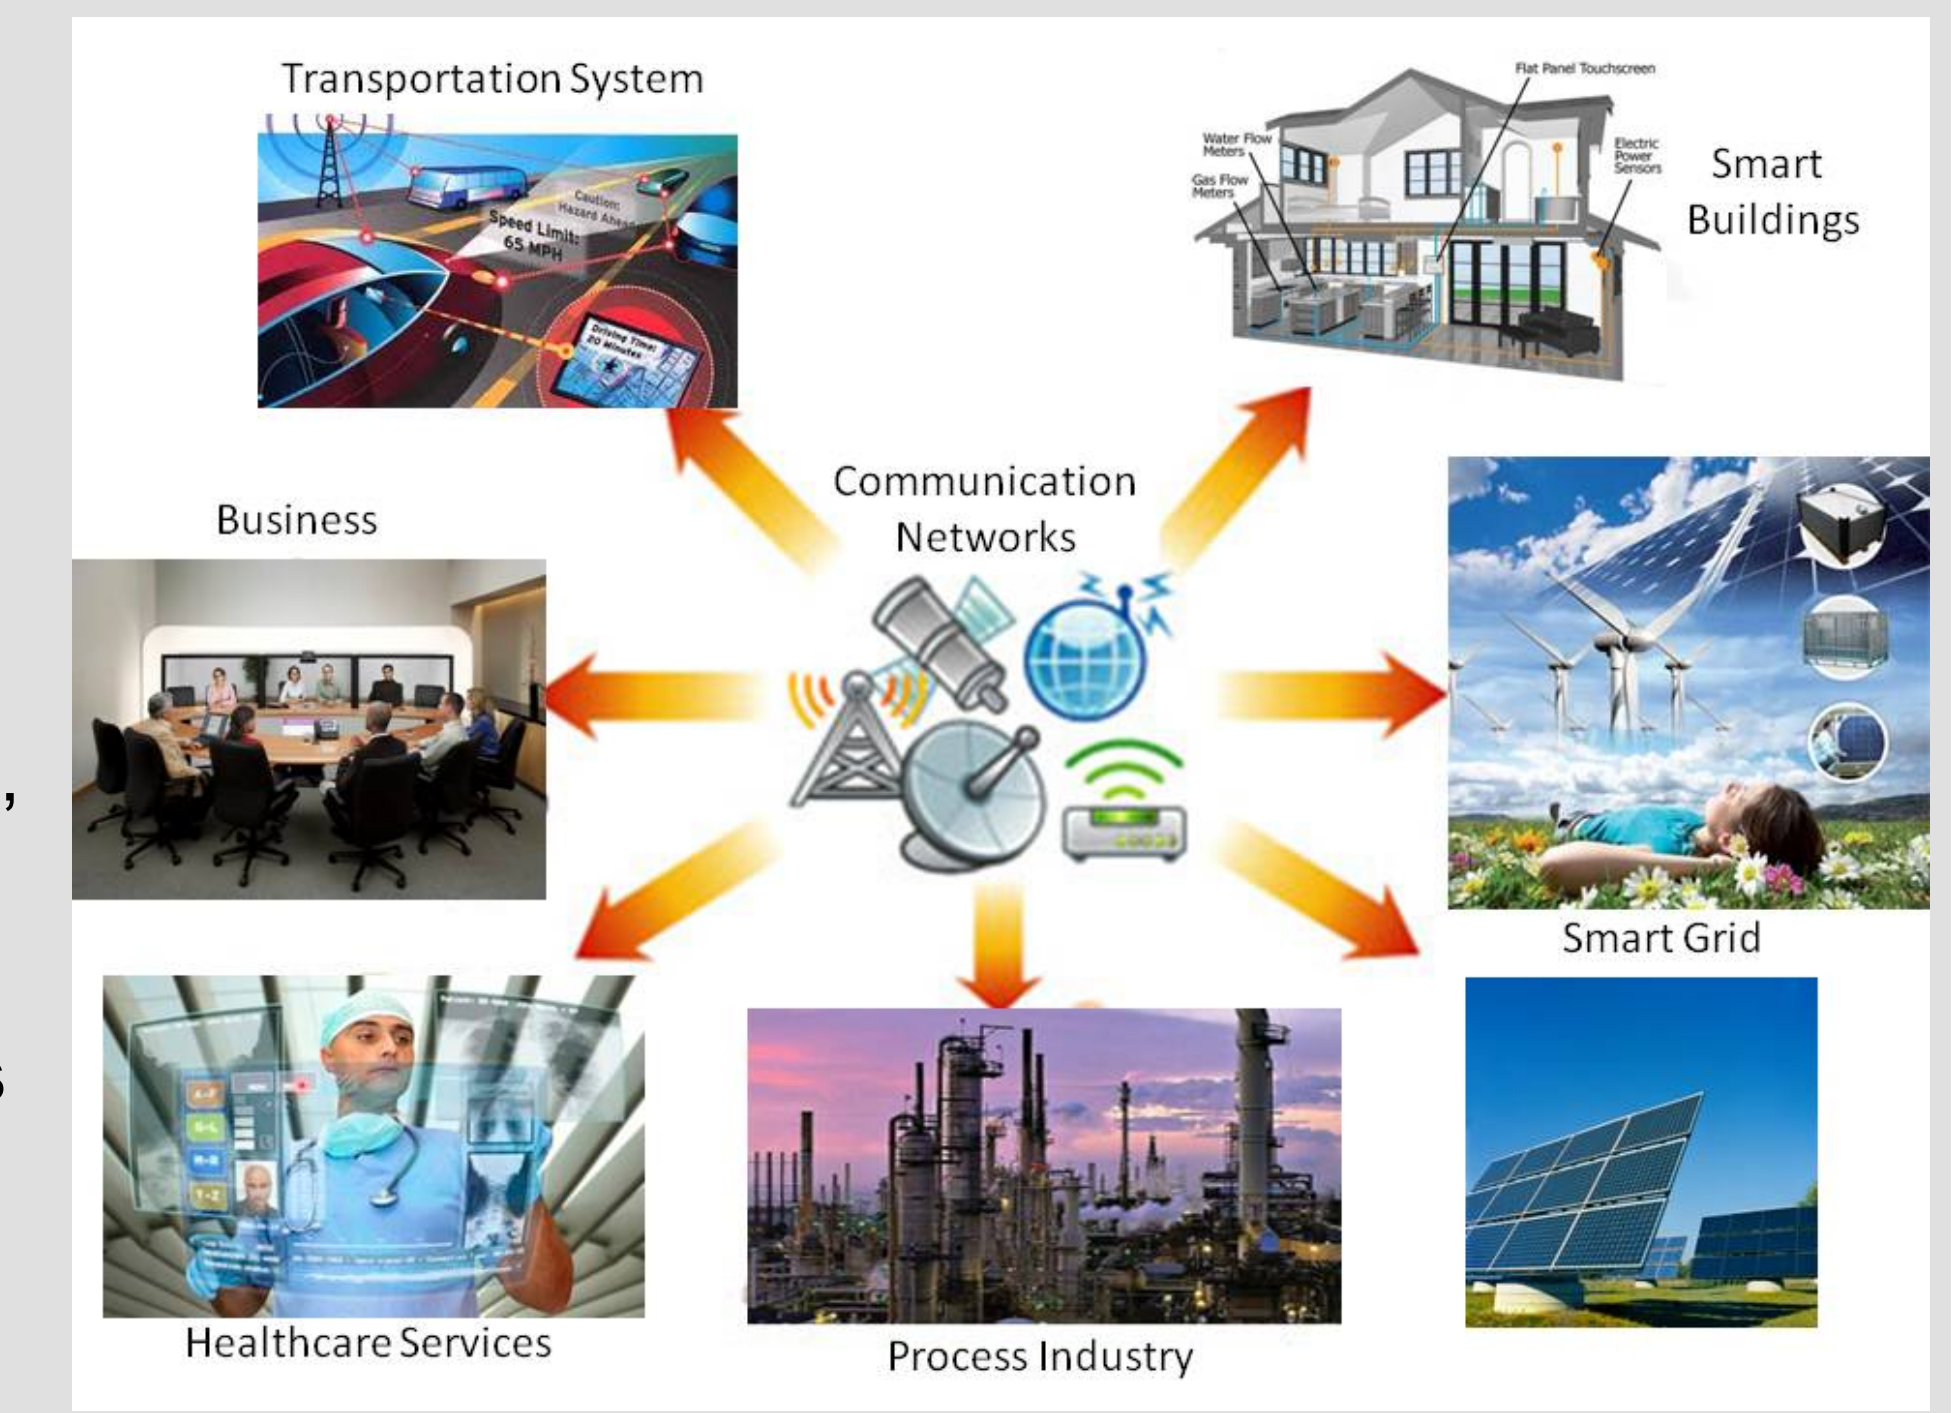 Transportation System
Caution:
Hazard Ahead
Speed Limit:
65 MPH
Driving Time:
20 Minutes
Flat Panel Touchscreen
Water Flow
Meters
Gas Flow
Meters
Electric
Power
Sensors
Smart
Buildings
Communication
Networks
Business
,
s
Smart Grid
A-F
G-L
M-S
T-Z
Healthcare Services
Process Industry